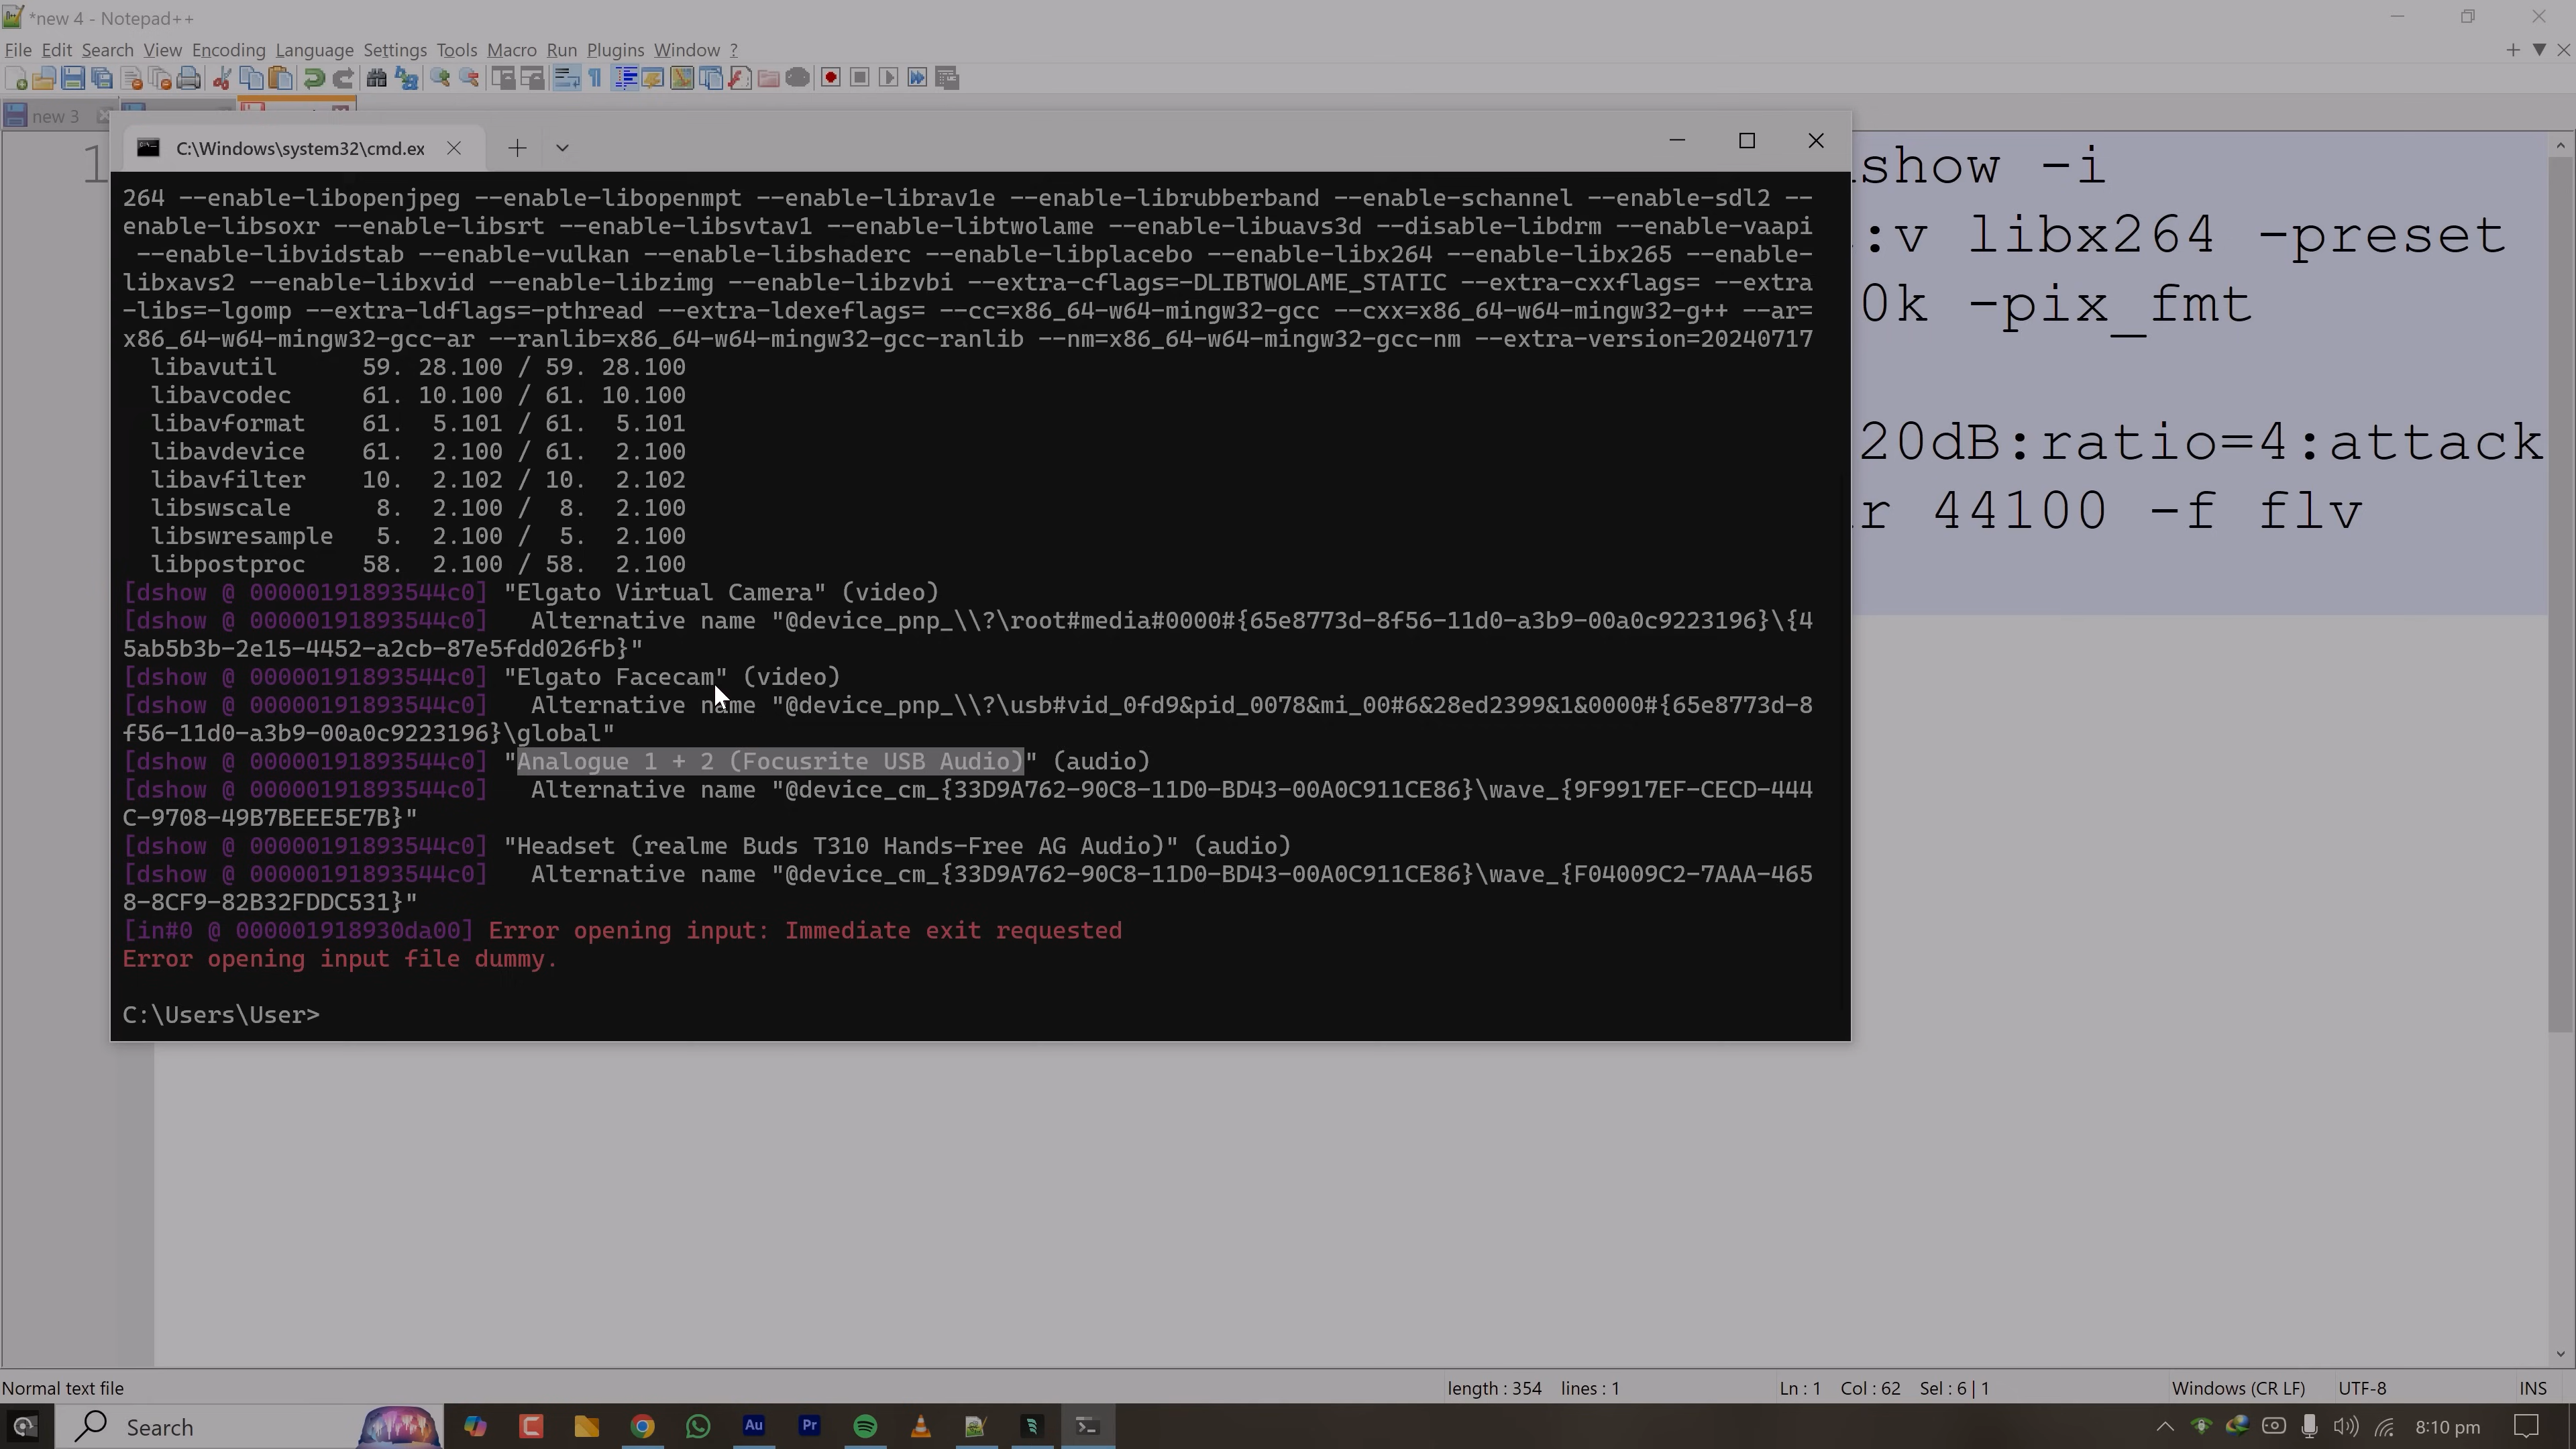 *new 4 - Notepad++
File Edit Search View Encoding Language Settings Tools Macro Run Plugins Window ?
new 3
C:\Windows\system32\cmd.ex
264 --enable-libopenjpeg --enable-libopenmpt --enable-librav1e --enable-librubberband --enable-schannel --enable-sdl2 --
enable-libsoxr --enable-libsrt --enable-libsvtav1 --enable-libtwolame --enable-libuavs3d --disable-libdrm --enable-vaapi
--enable-libvidstab --enable-vulkan --enable-libshaderc --enable-libplacebo --enable-libx264 --enable-libx265 --enable-
libxavs2 --enable-libxvid --enable-libzimg --enable-libzvbi --extra-cflags=-DLIBTWOLAME_STATIC --extra-cxxflags= --extra
-libs=-lgomp --extra-ldflags=-pthread --extra-ldexeflags= --cc=x86_64-w64-mingw32-gcc --cxx=x86_64-w64-mingw32-g++ --ar=
x86_64-w64-mingw32-gcc-ar --ranlib=x86_64-w64-mingw32-gcc-ranlib --nm=x86_64-w64-mingw32-gcc-nm --extra-version=20240717
libavutil 59. 28.100 / 59. 28.100
libavcodec 61. 10.100 / 61. 10.100
libavformat 61. 5.101 / 61. 5.101
libavdevice 61. 2.100 / 61. 2.100
libavfilter 10. 2.102 / 10. 2.102
libswscale 8. 2.100 / 8. 2.100
libswresample 5. 2.100 / 5. 2.100
libpostproc 58. 2.100 / 58. 2.100
[dshow @ 00000191893544c0] "Elgato Virtual Camera" (video)
[dshow @ 00000191893544c0] Alternative name "@device_pnp_\\?\root#media#0000#{65e8773d-8f56-11d0-a3b9-00a0c9223196}\{4
5ab5b3b-2e15-4452-a2cb-87e5fdd026fb}"
[dshow @ 00000191893544c0] "Elgato Facecam" (video)
[dshow @ 00000191893544c0] Alternative name "@device_pnp_\\?\usb#vid_0fd9&pid_0078&mi_00#6&28ed2399&1&0000#{65e8773d-8
f56-11d0-a3b9-00a0c9223196}\global"
[dshow @ 00000191893544c0] "Analogue 1 + 2 (Focusrite USB Audio)" (audio)
[dshow @ 00000191893544c0] Alternative name "@device_cm_{33D9A762-90C8-11D0-BD43-00A0C911CE86}\wave_{9F9917EF-CECD-444
C-9708-49B7BEEE5E7B}"
[dshow @ 00000191893544c0] "Headset (realme Buds T310 Hands-Free AG Audio)" (audio)
[dshow @ 00000191893544c0] Alternative name "@device_cm_{33D9A762-90C8-11D0-BD43-00A0C911CE86}\wave_{F04009C2-7AAA-465
8-8CF9-82B32FDDC531}"
[in#0 @ 000001918930da00] Error opening input: Immediate exit requested
Error opening input file dummy.
C:\Users\User>
1
show -i
:v libx264 -preset
0k -pix_fmt
20dB:ratio=4:attack
r 44100 -f flv
Normal text file length : 354 lines : 1 Ln : 1 Col : 62 Sel : 6 | 1 Windows (CR LF) UTF-8 INS
Search
Au
Pr
8:10 pm